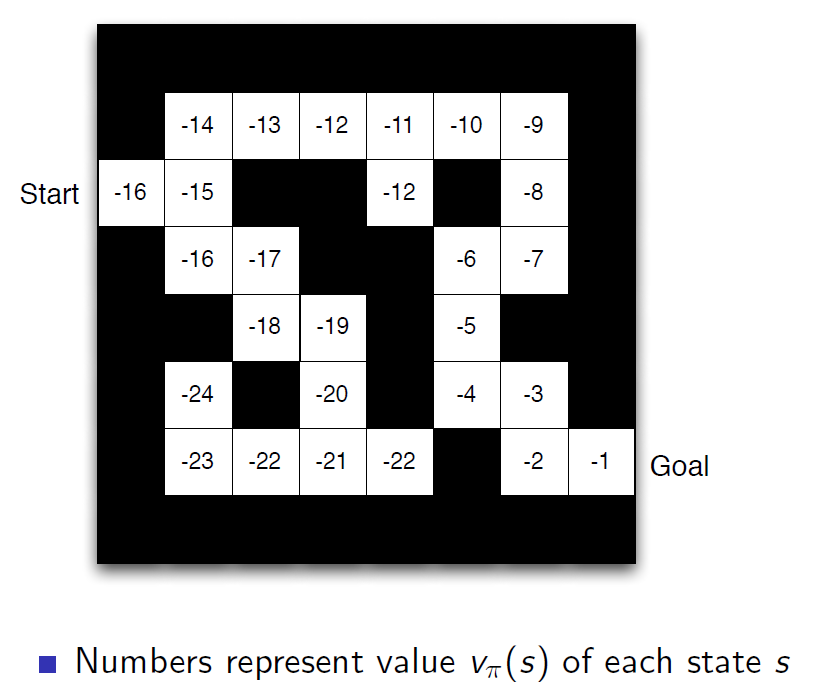 -14 -13 -12 -11 -10 -9
Start -16 -15 -12 -8
-16 -17 -6 -7
-18 -19 -5
-24 -20 -4 -3
-23 -22 -21 -22 -2 -1 Goal
Numbers represent value vπ(s) of each state s